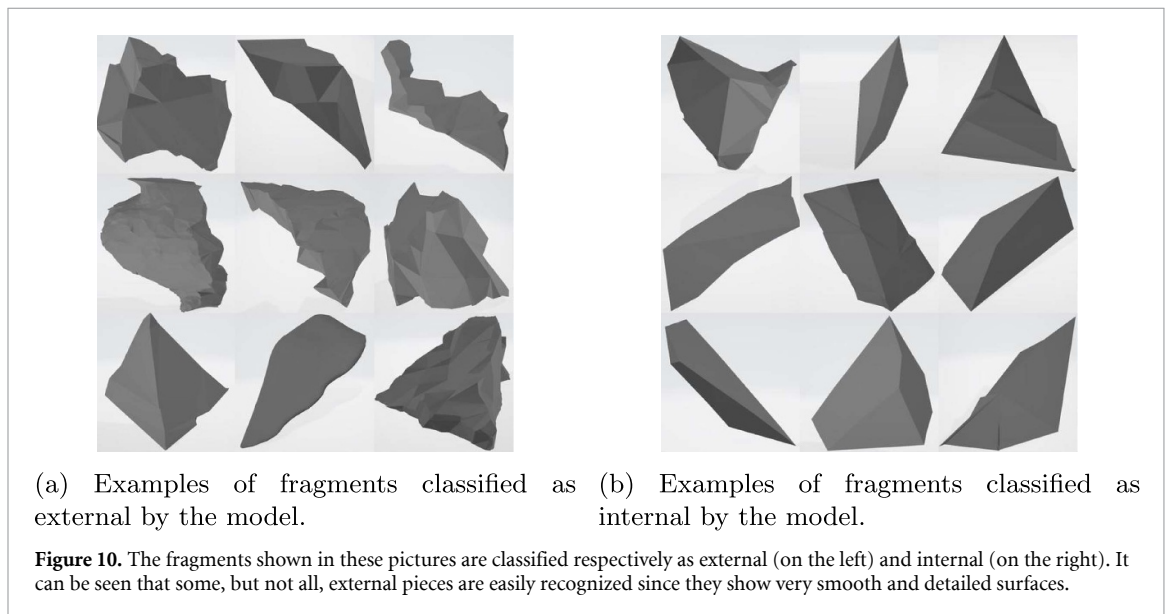 (a) Examples of fragments classified as
external by the model.
(b) Examples of fragments classified as
internal by the model.
Figure 10. The fragments shown in these pictures are classified respectively as external (on the left) and internal (on the right). It
can be seen that some, but not all, external pieces are easily recognized since they show very smooth and detailed surfaces.